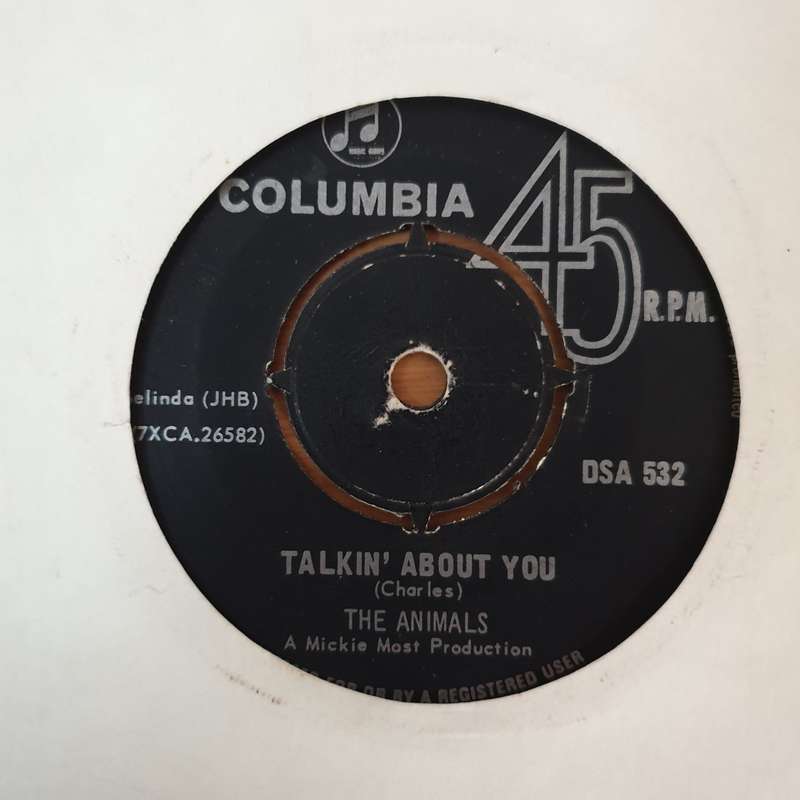 COLUMBIA
45
R.P.M.
elinda (JHB)
7XCA.26582)
DSA 532
TALKIN' ABOUT YOU
(Charles)
THE ANIMALS
A Mickie Most Production
FOR OR BY A REGISTERED USER